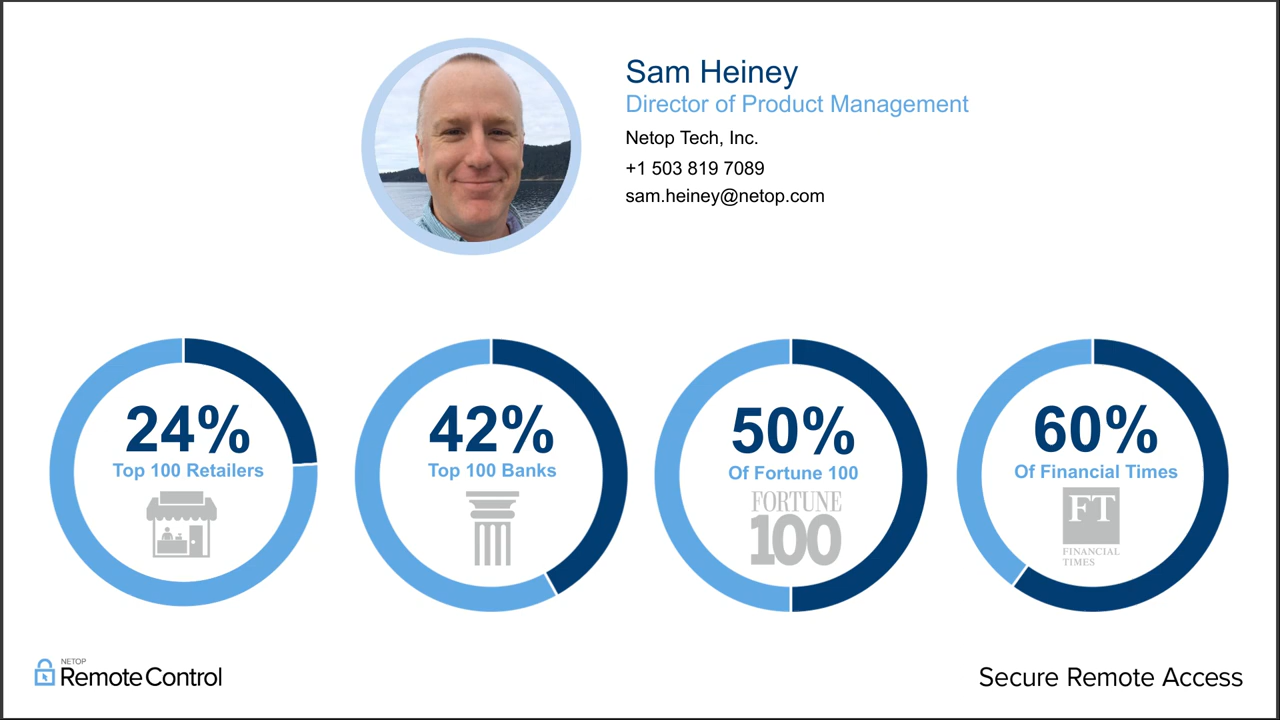 Sam Heiney
Director of Product Management
Netop Tech, Inc.
+1 503 819 7089
sam.heiney@netop.com
24%
Top 100 Retailers
42%
Top 100 Banks
50%
Of Fortune 100
FORTUNE
100
60%
Of Financial Times
FT
FINANCIAL
TIMES
NETOP
RemoteControl
Secure Remote Access